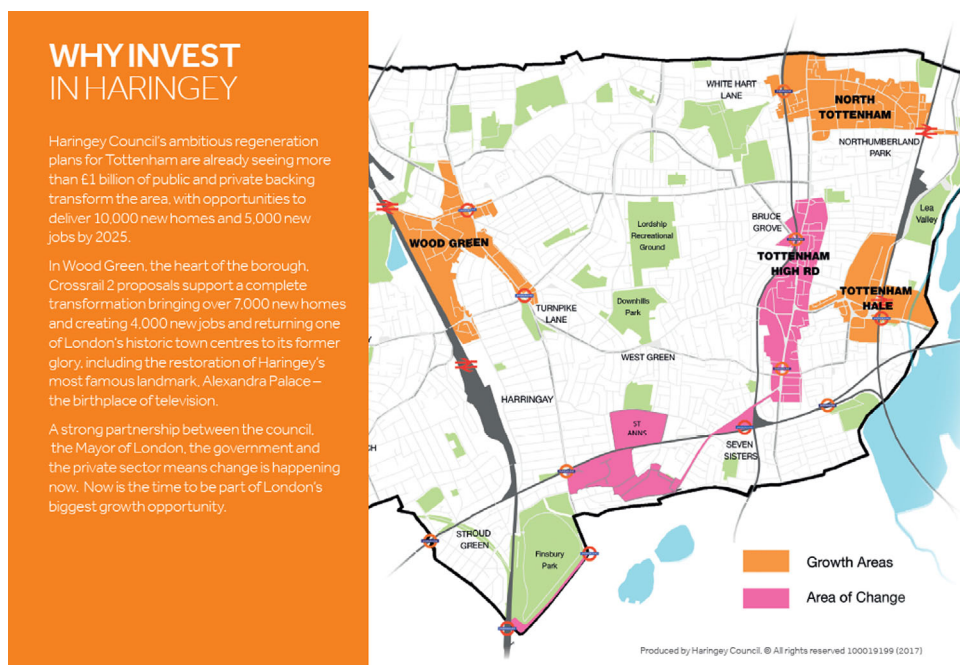 WHY INVEST
IN HARINGEY
Haringey Council's ambitious regeneration
plans for Tottenham are already seeing more
than £1 billion of public and private backing
transform the area, with opportunities to
deliver 10,000 new homes and 5,000 new
jobs by 2025.
In Wood Green, the heart of the borough,
Crossrail 2 proposals support a complete
transformation bringing over 7,000 new homes
and creating 4,000 new jobs and returning one
of London's historic town centres to its former
glory, including the restoration of Haringey's
most famous landmark, Alexandra Palace –
the birthplace of television.
A strong partnership between the council,
the Mayor of London, the government and
the private sector means change is happening
now. Now is the time to be part of London's
biggest growth opportunity.
WHITE HART
LANE
NORTH
TOTTENHAM
NORTHUMBERLAND
PARK
Lea
Valley
BRUCE
GROVE
Lordship
Recreational
Ground
WOOD GREEN
TOTTENHAM
HIGH RD
TOTTENHAM
HALE
Downhills
Park
TURNPIKE
LANE
WEST GREEN
HARRINGAY
ST
ANNS
SEVEN
SISTERS
CH
STROUD
GREEN
Finsbury
Park
Growth Areas
Area of Change
Produced by Haringey Council. © All rights reserved 100019199 (2017)